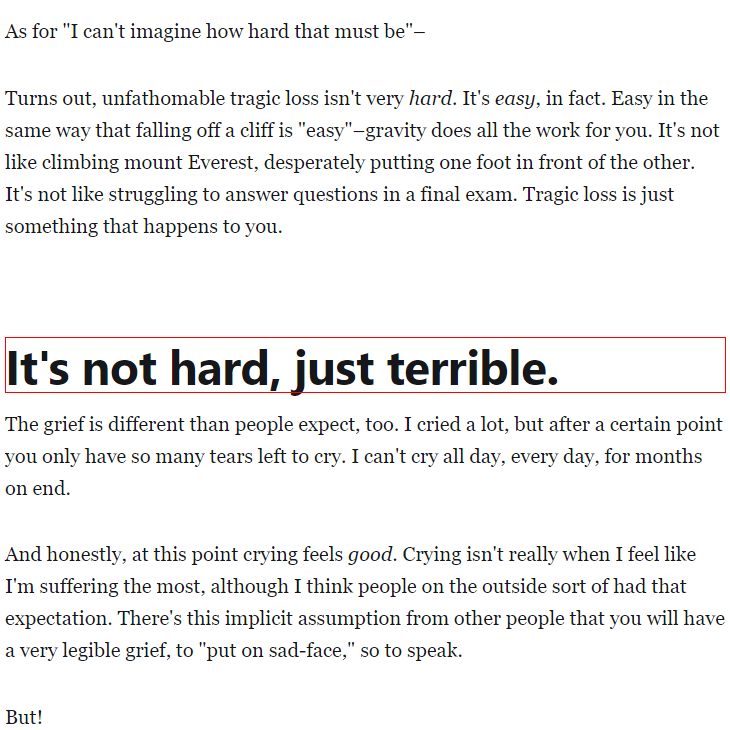 As for "I can't imagine how hard that must be"–
Turns out, unfathomable tragic loss isn't very hard. It's easy, in fact. Easy in the
same way that falling off a cliff is "easy"–gravity does all the work for you. It's not
like climbing mount Everest, desperately putting one foot in front of the other.
It's not like struggling to answer questions in a final exam. Tragic loss is just
something that happens to you.
It's not hard, just terrible.
The grief is different than people expect, too. I cried a lot, but after a certain point
you only have so many tears left to cry. I can't cry all day, every day, for months
on end.
And honestly, at this point crying feels good. Crying isn't really when I feel like
I'm suffering the most, although I think people on the outside sort of had that
expectation. There's this implicit assumption from other people that you will have
a very legible grief, to "put on sad-face," so to speak.
But!